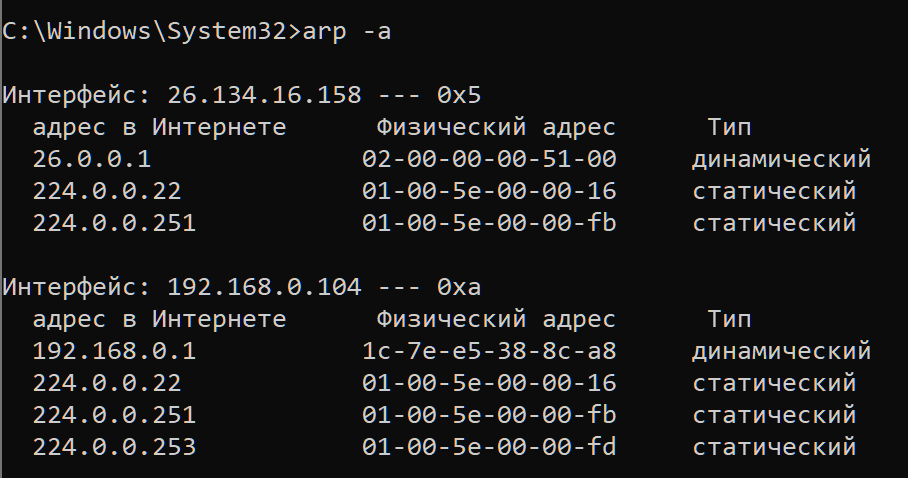 C:\Windows\System32>arp -a
Интерфейс: 26.134.16.158 --- 0x5
адрес в Интернете Физический адрес Тип
26.0.0.1 02-00-00-00-51-00 динамический
224.0.0.22 01-00-5e-00-00-16 статический
224.0.0.251 01-00-5e-00-00-fb статический
Интерфейс: 192.168.0.104 --- 0xa
адрес в Интернете Физический адрес Тип
192.168.0.1 1c-7e-e5-38-8c-a8 динамический
224.0.0.22 01-00-5e-00-00-16 статический
224.0.0.251 01-00-5e-00-00-fb статический
224.0.0.253 01-00-5e-00-00-fd статический